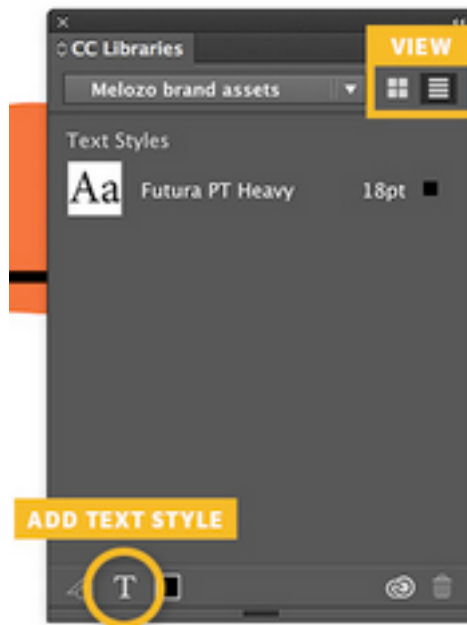 CC Libraries
VIEW
Melozo brand assets
Text Styles
Aa Futura PT Heavy 18pt
ADD TEXT STYLE
T